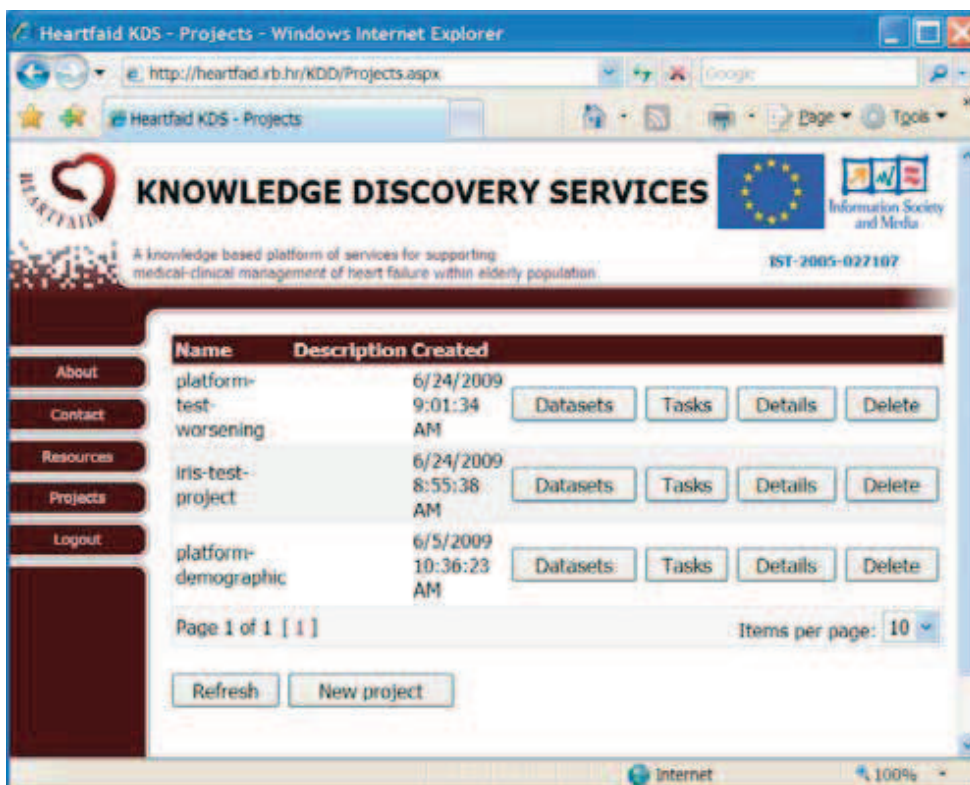 Heartfaid KDS - Projects - Windows Internet Explorer
http://heartfaid.irb.hr/KDD/Projects.aspx
Google
Heartfaid KDS - Projects
Page
Tools
HEARTFAID
KNOWLEDGE DISCOVERY SERVICES
Information Society
and Media
A knowledge based platform of services for supporting
medical-clinical management of heart failure within elderly population
IST-2005-027107
About
Contact
Resources
Projects
Logout
Name Description Created
platform-
test-
worsening
6/24/2009
9:01:34
AM
Datasets Tasks Details Delete
iris-test-
project
6/24/2009
8:55:38
AM
Datasets Tasks Details Delete
platform-
demographic
6/5/2009
10:36:23
AM
Datasets Tasks Details Delete
Page 1 of 1 [ 1 ]
Items per page: 10
Refresh New project
Internet
100%